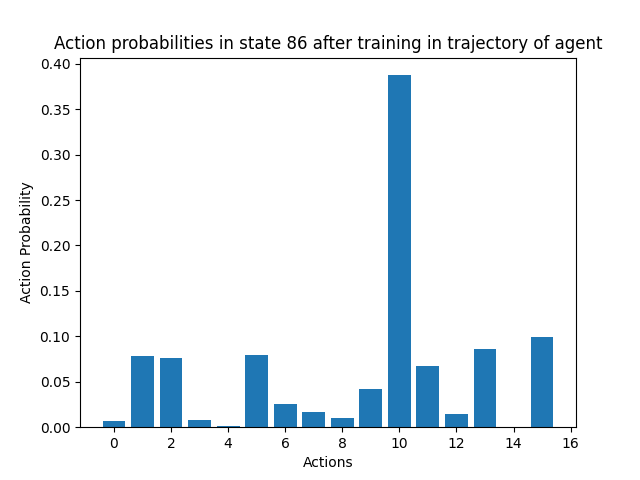 Action probabilities in state 86 after training in trajectory of agent
0.40
0.35
0.30
0.25
0.20
0.15
0.10
0.05
0.00
Action Probability
0 2 4 6 8 10 12 14 16
Actions